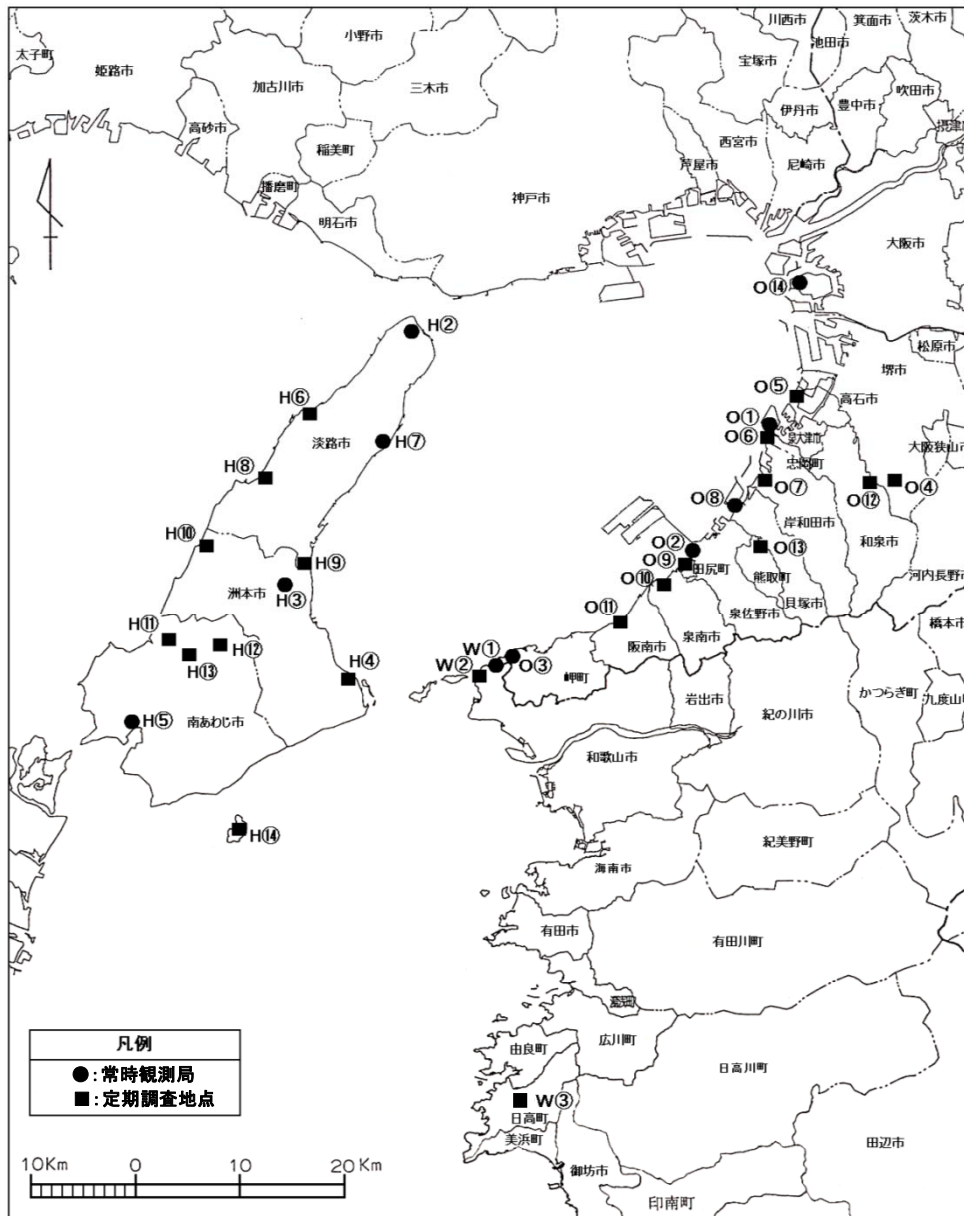 小野市
川西市
箕面市
茨木市
太子町
姫路市
加古川市
三木市
宝塚市
池田市
吹田市
豊中市
伊丹市
高砂市
稲美町
西宮市
芦屋市
尼崎市
播磨町
明石市
神戸市
大阪市
O⑭
H②
松原市
堺市
O⑤
高石市
H⑥
O①
淡路市
H⑦
O⑥
泉大津市
忠岡町
大阪狭山市
H⑧
O⑦
O⑫
O④
O⑧
岸和田市
和泉市
H⑩
O②
O⑬
H⑨
O⑨
田尻町
能取町
河内長野市
洲本市
H③
O⑩
貝塚市
泉佐野市
O⑪
H⑪
H⑫
H⑬
阪南市
泉南市
橋本市
W①
W②
O③
H④
岬町
岩出市
かつらぎ町
九度山
H⑤
南あわじ市
紀の川市
和歌山市
H⑭
紀美野町
海南市
有田市
有田川町
凡例
●：常時観測局
■：定期調査地点
由良町
広川町
日高川町
W③
日高町
美浜町
田辺市
御坊市
印南町
10Km 0 10 20 Km